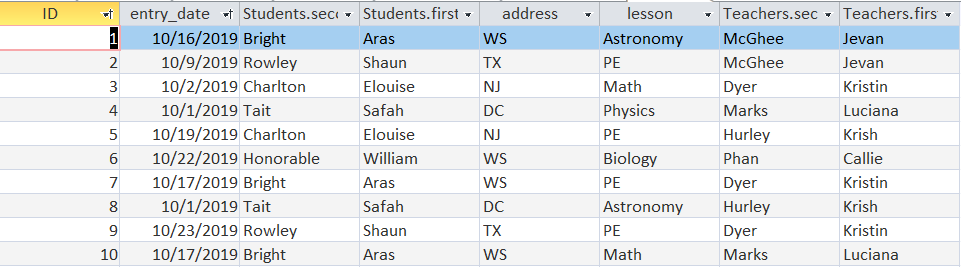 ID entry_date Students.secc Students.first address lesson Teachers.sec Teachers.first
1 10/16/2019 Bright Aras WS Astronomy McGhee Jevan
2 10/9/2019 Rowley Shaun TX PE McGhee Jevan
3 10/2/2019 Charlton Elouise NJ Math Dyer Kristin
4 10/1/2019 Tait Safah DC Physics Marks Luciana
5 10/19/2019 Charlton Elouise NJ PE Hurley Krish
6 10/22/2019 Honorable William WS Biology Phan Callie
7 10/17/2019 Bright Aras WS PE Dyer Kristin
8 10/1/2019 Tait Safah DC Astronomy Hurley Krish
9 10/23/2019 Rowley Shaun TX PE Dyer Kristin
10 10/17/2019 Bright Aras WS Math Marks Luciana